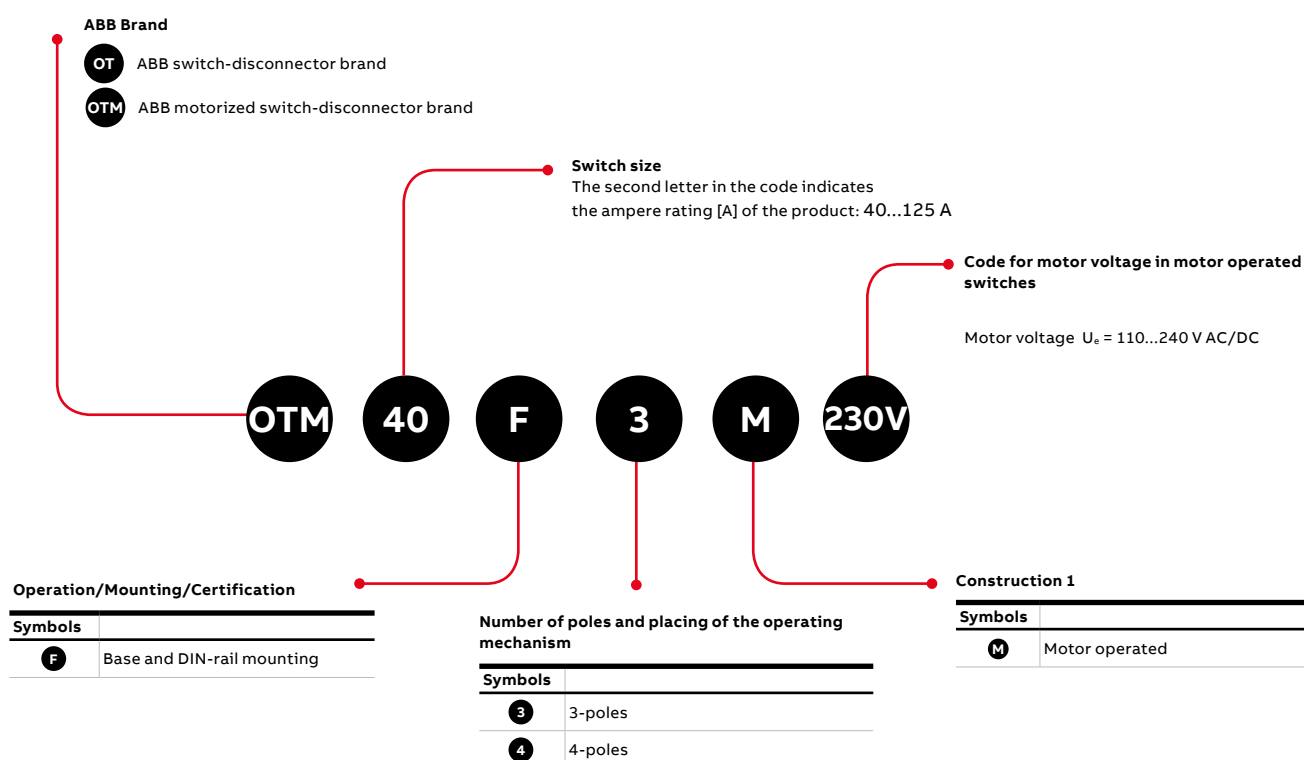 ABB Brand
OT ABB switch-disconnector brand
OTM ABB motorized switch-disconnector brand
Switch size
The second letter in the code indicates
the ampere rating [A] of the product: 40...125 A
Code for motor voltage in motor operated
switches
Motor voltage Uₑ = 110...240 V AC/DC
OTM 40 F 3 M 230V
Operation/Mounting/Certification
Symbols
F Base and DIN-rail mounting
Number of poles and placing of the operating
mechanism
Symbols
3 3-poles
4 4-poles
Construction 1
Symbols
M Motor operated